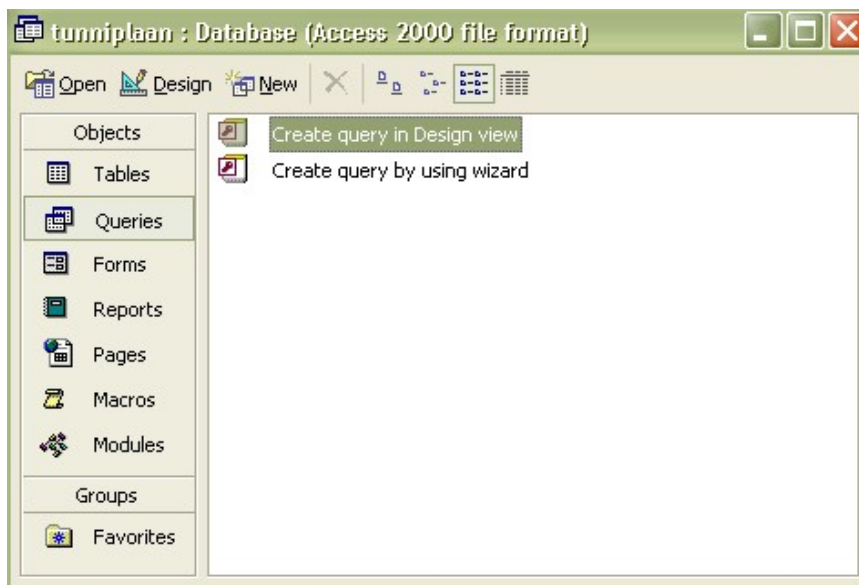 tunniplaan : Database (Access 2000 file format)
Open Design New
Objects
Tables
Queries
Forms
Reports
Pages
Macros
Modules
Groups
Favorites
Create query in Design view
Create query by using wizard